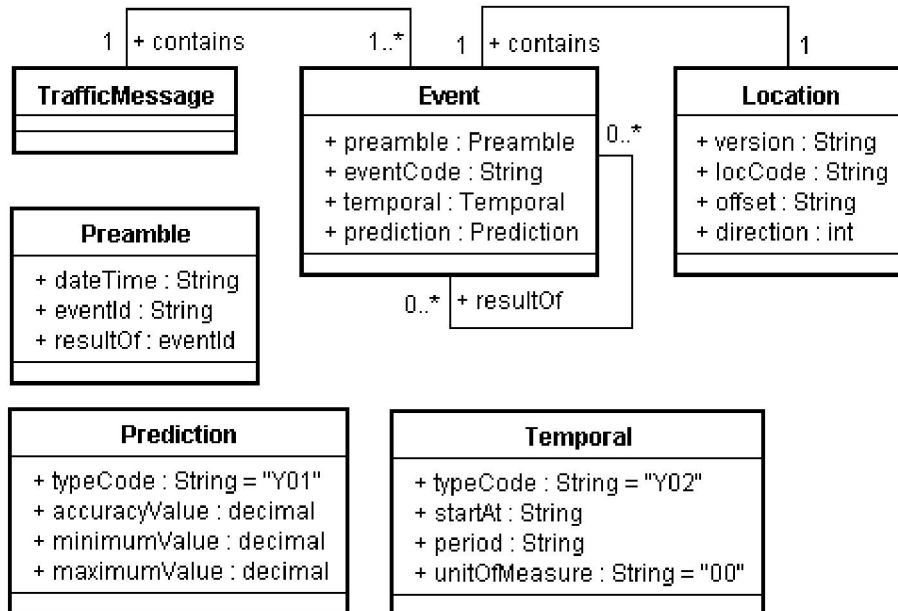 1 + contains 1..* 1 + contains 1
TrafficMessage
Event
+ preamble : Preamble
+ eventCode : String
+ temporal : Temporal
+ prediction : Prediction
0..*
0..* + resultOf
Location
+ version : String
+ locCode : String
+ offset : String
+ direction : int
Preamble
+ dateTime : String
+ eventId : String
+ resultOf : eventId
Prediction
+ typeCode : String = "Y01"
+ accuracyValue : decimal
+ minimumValue : decimal
+ maximumValue : decimal
Temporal
+ typeCode : String = "Y02"
+ startAt : String
+ period : String
+ unitOfMeasure : String = "00"